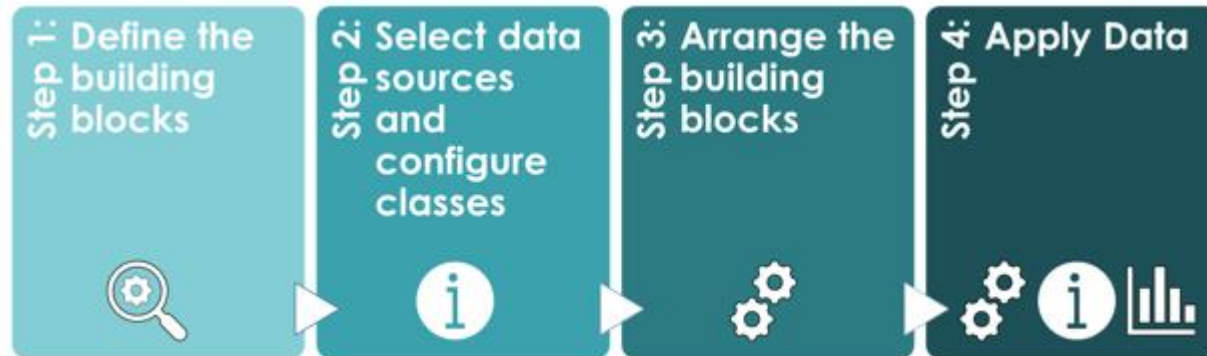 Step 1:
Define the
building
blocks
Step 2:
Select data
sources
and
configure
classes
Step 3:
Arrange the
building
blocks
Step 4:
Apply Data
i
i